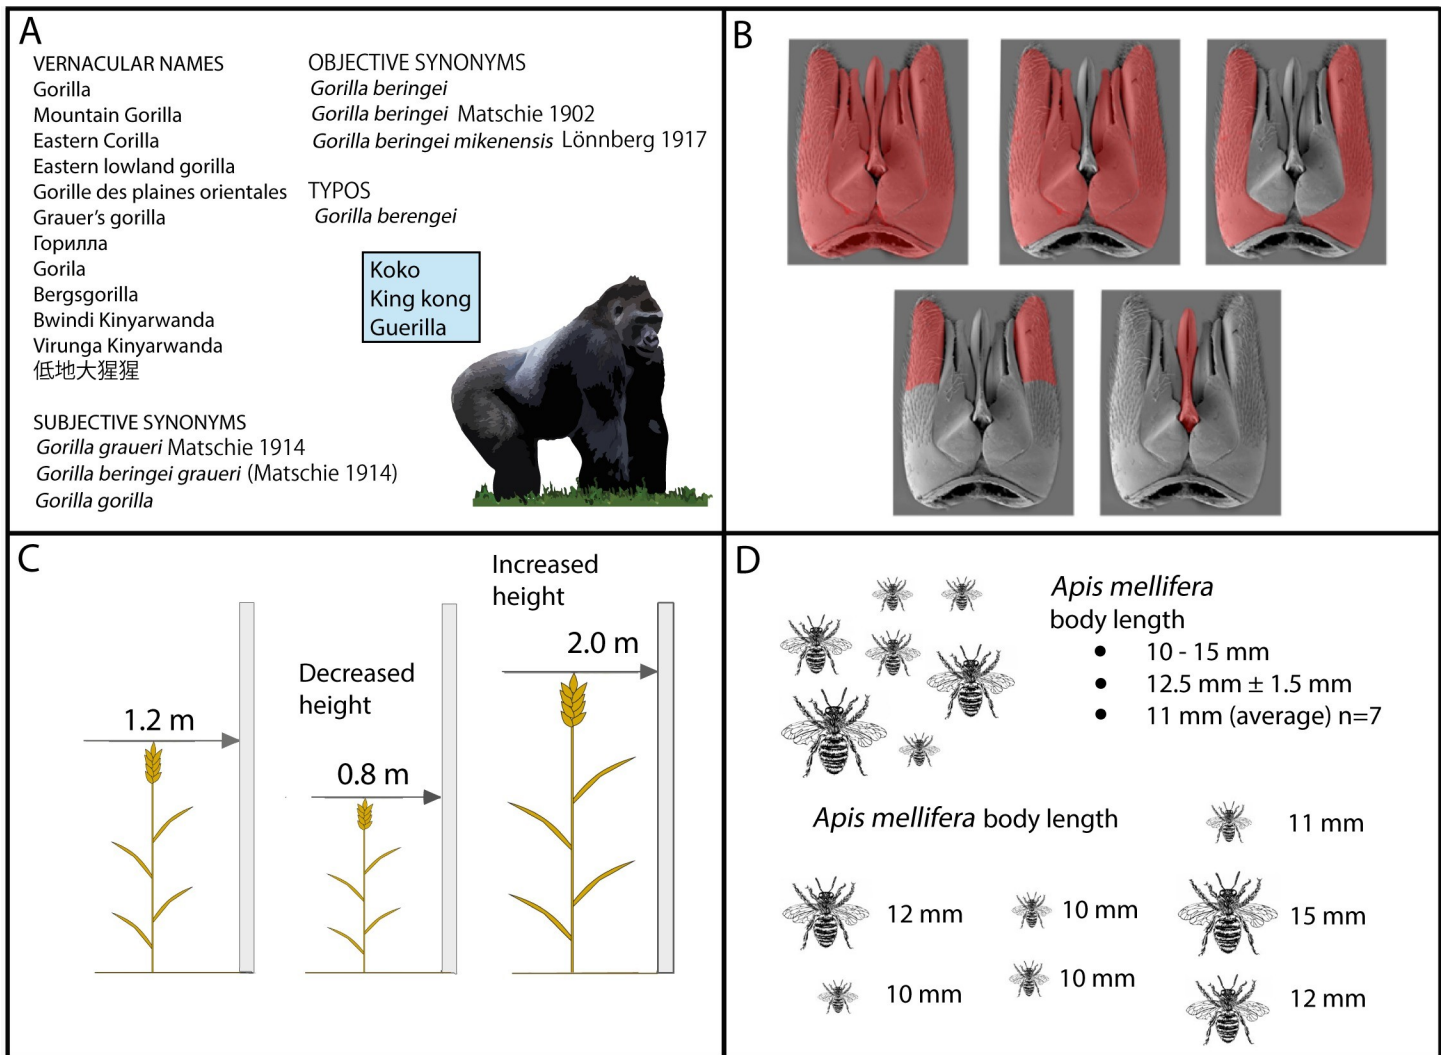 A
VERNACULAR NAMES
Gorilla
Mountain Gorilla
Eastern Corilla
Eastern lowland gorilla
Gorille des plaines orientales
Grauer's gorilla
Горилла
Gorila
Bergsgorilla
Bwindi Kinyarwanda
Virunga Kinyarwanda
低地大猩猩
SUBJECTIVE SYNONYMS
Gorilla graueri Matschie 1914
Gorilla beringei graueri (Matschie 1914)
Gorilla gorilla
OBJECTIVE SYNONYMS
Gorilla beringei
Gorilla beringei Matschie 1902
Gorilla beringei mikenensis Lönnberg 1917
TYPOS
Gorilla berengei
Koko
King kong
Guerilla
B
C
1.2 m
Decreased
height
0.8 m
Increased
height
2.0 m
D
Apis mellifera
body length
• 10 - 15 mm
• 12.5 mm ± 1.5 mm
• 11 mm (average) n=7
Apis mellifera body length
11 mm
12 mm
10 mm
15 mm
10 mm
10 mm
12 mm